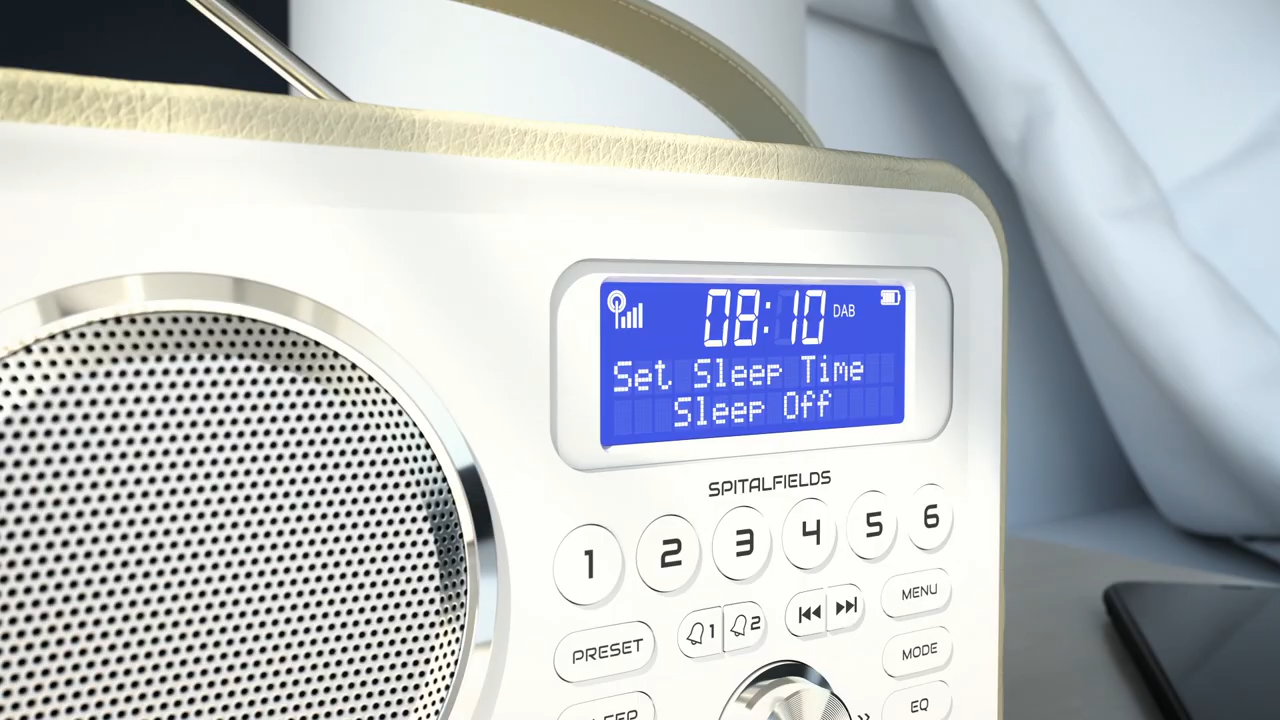 08:10 DAB
Set Sleep Time
Sleep Off
SPITALFIELDS
1 2 3 4 5 6
1 2
MENU
PRESET
MODE
EQ